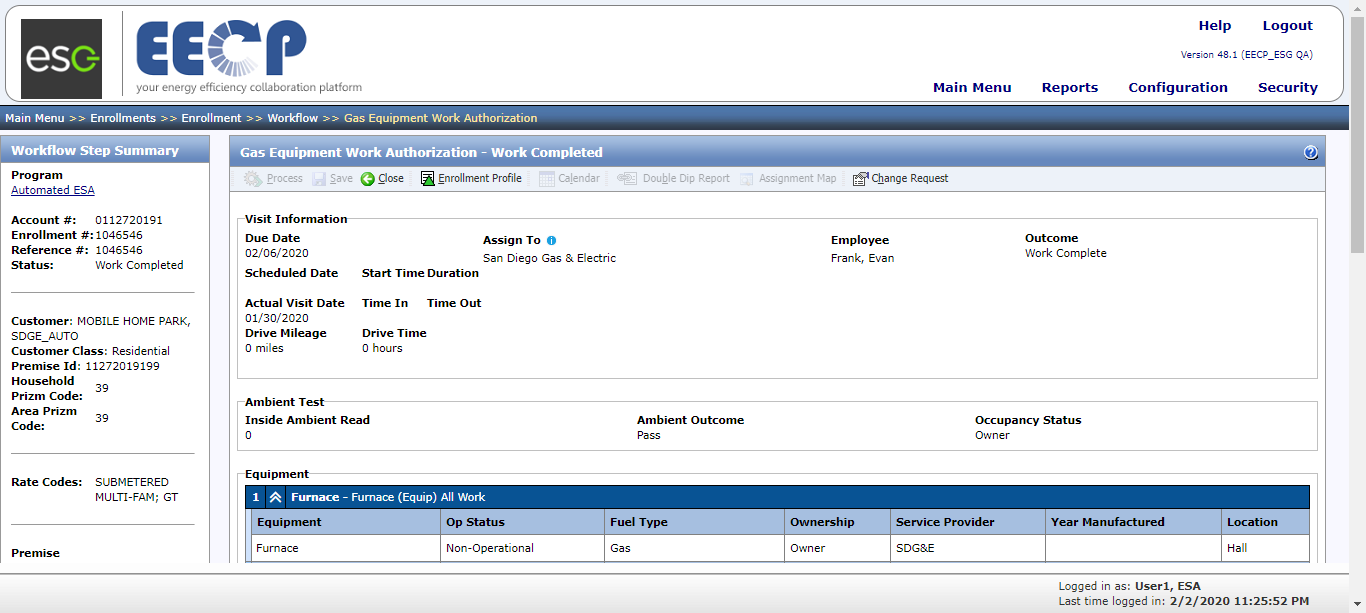 esg
EECP
your energy efficiency collaboration platform
Help Logout
Version 48.1 (EECP_ESG QA)
Main Menu Reports Configuration Security
Main Menu >> Enrollments >> Enrollment >> Workflow >> Gas Equipment Work Authorization
Workflow Step Summary
Program
Automated ESA
Account #: 0112720191
Enrollment #: 1046546
Reference #: 1046546
Status: Work Completed
Customer: MOBILE HOME PARK,
SDGE_AUTO
Customer Class: Residential
Premise Id: 11272019199
Household
Prizm Code: 39
Area Prizm
Code: 39
Rate Codes: SUBMETERED
MULTI-FAM; GT
Premise
Gas Equipment Work Authorization - Work Completed
?
Process Save Close Enrollment Profile Calendar Double Dip Report Assignment Map Change Request
Visit Information
Due Date Assign To i Employee Outcome
02/06/2020 San Diego Gas & Electric Frank, Evan Work Complete
Scheduled Date Start Time Duration
Actual Visit Date Time In Time Out
01/30/2020
Drive Mileage Drive Time
0 miles 0 hours
Ambient Test
Inside Ambient Read Ambient Outcome Occupancy Status
0 Pass Owner
Equipment
1 Furnace - Furnace (Equip) All Work
Equipment Op Status Fuel Type Ownership Service Provider Year Manufactured Location
Furnace Non-Operational Gas Owner SDG&E Hall
Logged in as: User1, ESA
Last time logged in: 2/2/2020 11:25:52 PM